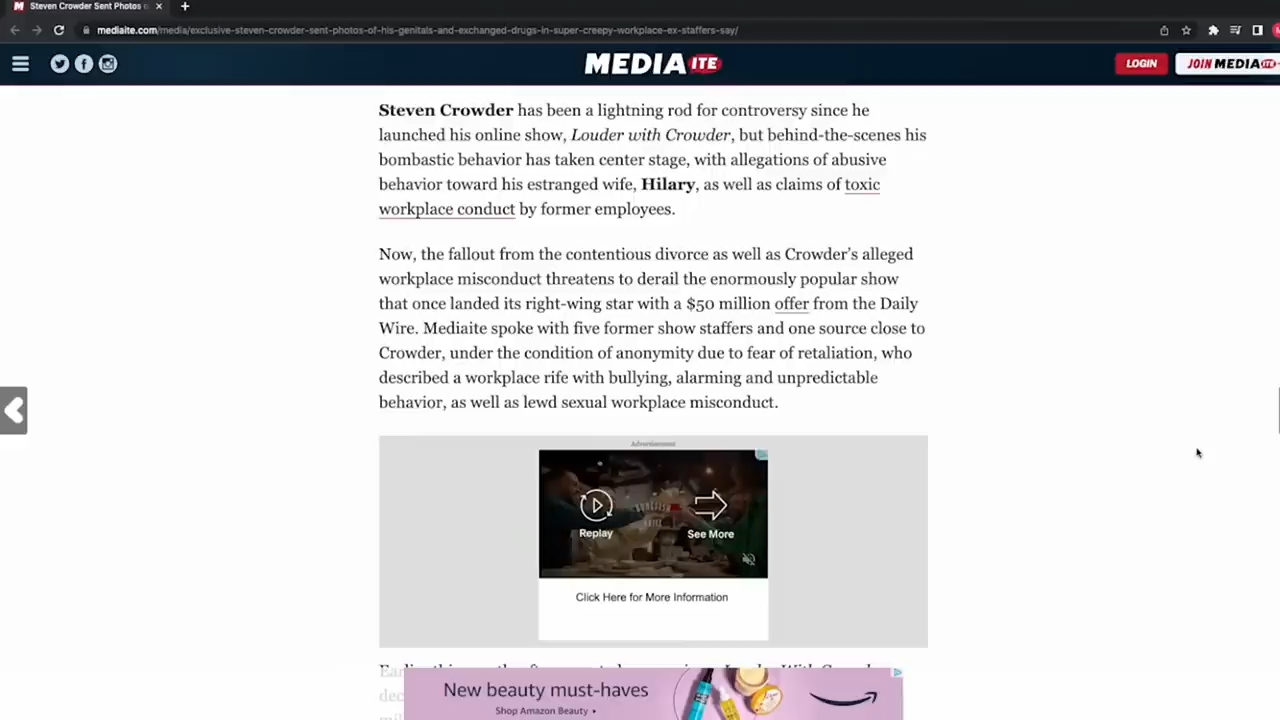 Steven Crowder Sent Photos
mediaite.com/media/exclusive-steven-crowder-sent-photos-of-his-genitals-and-exchanged-drugs-in-super-creepy-workplace-ex-staffers-say/
MEDIAITE
LOGIN
JOIN MEDIAITE+
Steven Crowder has been a lightning rod for controversy since he
launched his online show, Louder with Crowder, but behind-the-scenes his
bombastic behavior has taken center stage, with allegations of abusive
behavior toward his estranged wife, Hilary, as well as claims of toxic
workplace conduct by former employees.
Now, the fallout from the contentious divorce as well as Crowder's alleged
workplace misconduct threatens to derail the enormously popular show
that once landed its right-wing star with a $50 million offer from the Daily
Wire. Mediaite spoke with five former show staffers and one source close to
Crowder, under the condition of anonymity due to fear of retaliation, who
described a workplace rife with bullying, alarming and unpredictable
behavior, as well as lewd sexual workplace misconduct.
Advertisement
Replay
See More
Click Here for More Information
New beauty must-haves
Shop Amazon Beauty